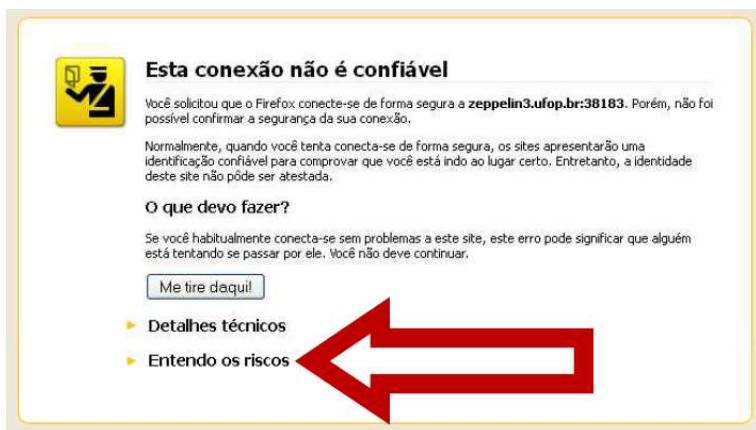 Esta conexão não é confiável
Você solicitou que o Firefox conecte-se de forma segura a zeppelin3.ufop.br:38183. Porém, não foi
possível confirmar a segurança da sua conexão.
Normalmente, quando você tenta conecta-se de forma segura, os sites apresentarão uma
identificação confiável para comprovar que você está indo ao lugar certo. Entretanto, a identidade
deste site não pôde ser atestada.
O que devo fazer?
Se você habitualmente conecta-se sem problemas a este site, este erro pode significar que alguém
está tentando se passar por ele. Você não deve continuar.
Me tire daqui!
Detalhes técnicos
Entendo os riscos